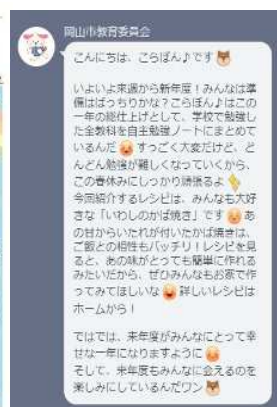 岡山市教育委員会
こんにちは、こらぼん♪です
いよいよ来週から新年度！みんなは準
備はばっちりかな？こらぼん♪はこの
一年の総仕上げとして、学校で勉強し
た全教科を自主勉強ノートにまとめて
いるんだ すっごく大変だけど、ど
んどん勉強が難しくなっていくから、
この春休みにしっかり頑張るよ
今回紹介するレシピは、みんなも大好
きな「いわしのかば焼き」です あ
の甘からいたれが付いたかば焼きは、
ご飯との相性もバッチリ！レシピを見
ると、あの味がとっても簡単に作れる
みたいだから、ぜひみんなもお家で作
ってみてほしいな 詳しいレシピは
ホームから！
ではでは、来年度がみんなにとって幸
せな一年になりますように
そして、来年度もみんなに会えるのを
楽しみにしているんだワン